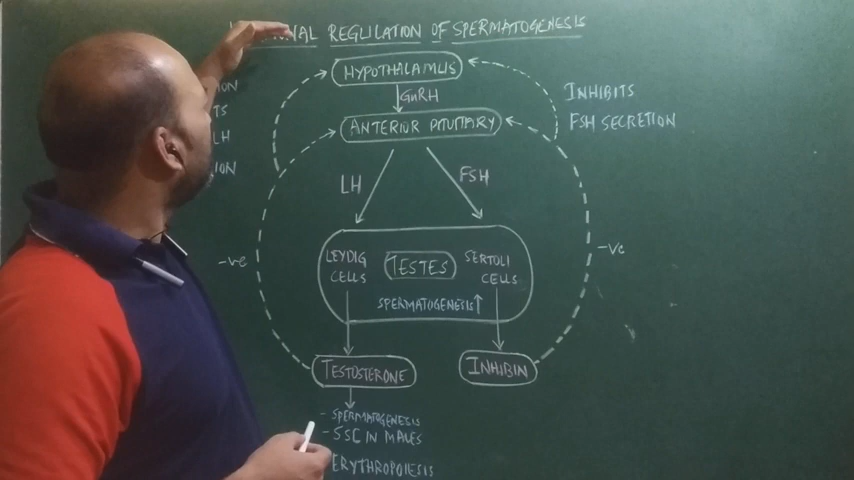 REGULATION OF SPERMATOGENESIS
HYPOTHALAMUS
GnRH
ANTERIOR PITUITARY
INHIBITS
FSH SECRETION
LH
LH
FSH
-ve
-ve
LEYDIG CELLS
TESTES
SERTOLI CELLS
SPERMATOGENESIS↑
TESTOSTERONE
INHIBIN
- SPERMATOGENESIS
- SSC IN MALES
ERYTHROPOIESIS